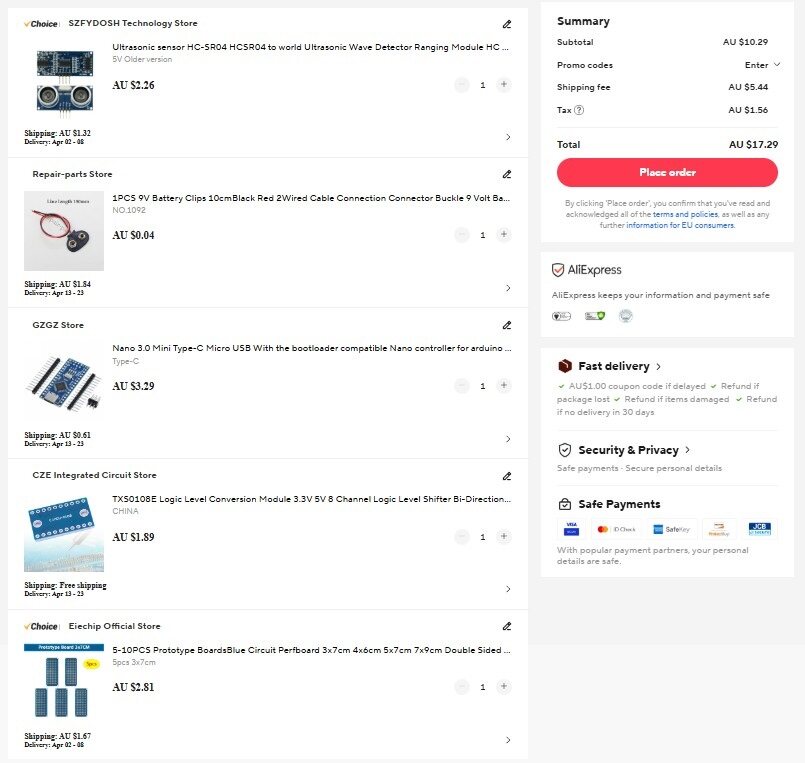 Choice SZFYDOSH Technology Store
Ultrasonic sensor HC-SR04 HCSR04 to world Ultrasonic Wave Detector Ranging Module HC ...
5V Older version
AU $2.26
1
Shipping: AU $1.32
Delivery: Apr 02 - 08
Repair-parts Store
Line Length 150mm
1PCS 9V Battery Clips 10cmBlack Red 2Wired Cable Connection Connector Buckle 9 Volt Ba...
NO.1092
AU $0.04
1
Shipping: AU $1.84
Delivery: Apr 13 - 23
GZGZ Store
Nano 3.0 Mini Type-C Micro USB With the bootloader compatible Nano controller for arduino ...
Type-C
AU $3.29
1
Shipping: AU $0.61
Delivery: Apr 13 - 23
CZE Integrated Circuit Store
TXS0108E Logic Level Conversion Module 3.3V 5V 8 Channel Logic Level Shifter Bi-Direction...
CHINA
AU $1.89
1
Shipping: Free shipping
Delivery: Apr 13 - 23
Choice Eiechip Official Store
Prototype Board 3x7CM
5pcs
5-10PCS Prototype BoardsBlue Circuit Perfboard 3x7cm 4x6cm 5x7cm 7x9cm Double Sided ...
5pcs 3x7cm
AU $2.81
1
Shipping: AU $1.67
Delivery: Apr 02 - 08
Summary
Subtotal AU $10.29
Promo codes Enter
Shipping fee AU $5.44
Tax ? AU $1.56
Total AU $17.29
Place order
By clicking 'Place order', you confirm that you've read and
acknowledged all of the terms and policies, as well as any
further information for EU consumers.
AliExpress
AliExpress keeps your information and payment safe
Fast delivery
AU$1.00 coupon code if delayed Refund if
package lost Refund if items damaged Refund
if no delivery in 30 days
Security & Privacy
Safe payments · Secure personal details
Safe Payments
VISA ID Check SafeKey JCB
With popular payment partners, your personal
details are safe.